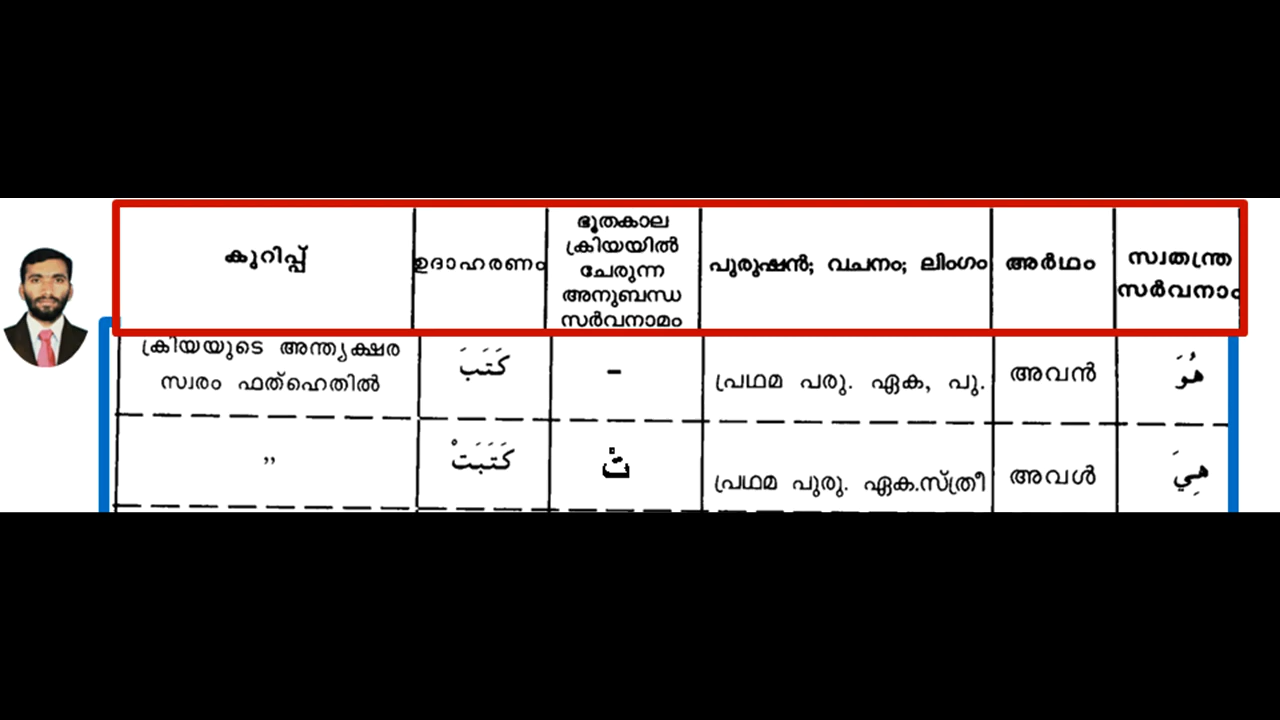 കുറിപ്പ്
ഉദാഹരണം
ഭൂതകാല
ക്രിയയിൽ
ചേരുന്ന
അനുബന്ധ
സർവനാമം
പുരുഷൻ; വചനം; ലിംഗം
അർഥം
സ്വതന്ത്ര
സർവനാം
ക്രിയയുടെ അന്ത്യക്ഷര
സ്വരം ഫത്ഹെതിൽ
كَتَبَ
–
പ്രഥമ പരു. ഏക, പു.
അവൻ
هُوَ
”
كَتَبَتْ
تْ
പ്രഥമ പുരു. ഏക.സ്ത്രീ
അവൾ
هِيَ